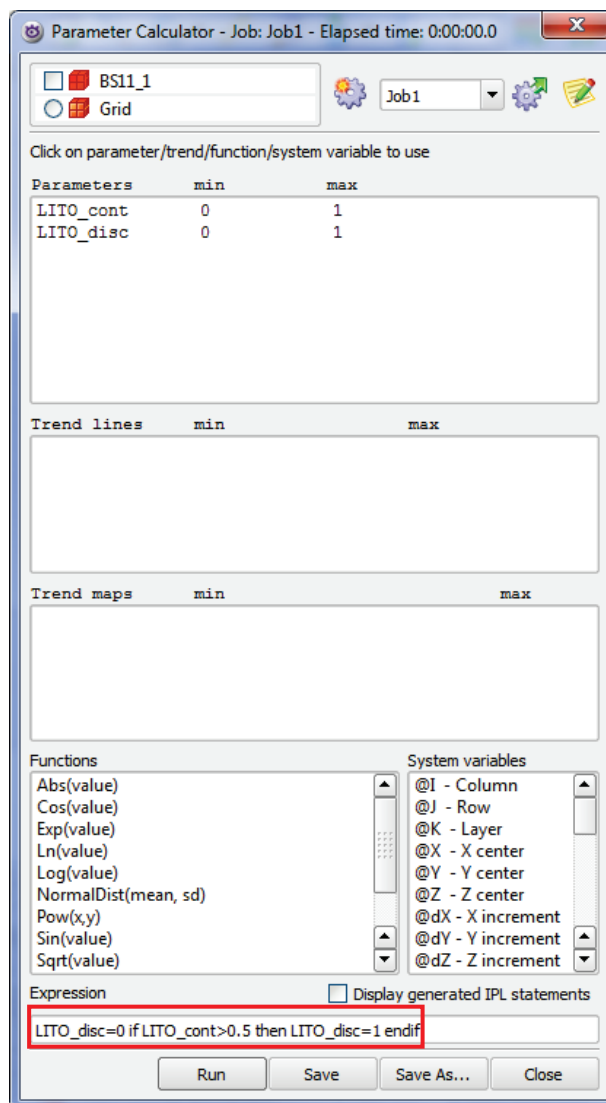 Parameter Calculator - Job: Job1 - Elapsed time: 0:00:00.0
BS11_1
Grid
Job1
Click on parameter/trend/function/system variable to use
Parameters min max
LITO_cont 0 1
LITO_disc 0 1
Trend lines min max
Trend maps min max
Functions
Abs(value)
Cos(value)
Exp(value)
Ln(value)
Log(value)
NormalDist(mean, sd)
Pow(x,y)
Sin(value)
Sqrt(value)
System variables
@I - Column
@J - Row
@K - Layer
@X - X center
@Y - Y center
@Z - Z center
@dX - X increment
@dY - Y increment
@dZ - Z increment
Expression
Display generated IPL statements
LITO_disc=0 if LITO_cont>0.5 then LITO_disc=1 endif
Run Save Save As... Close